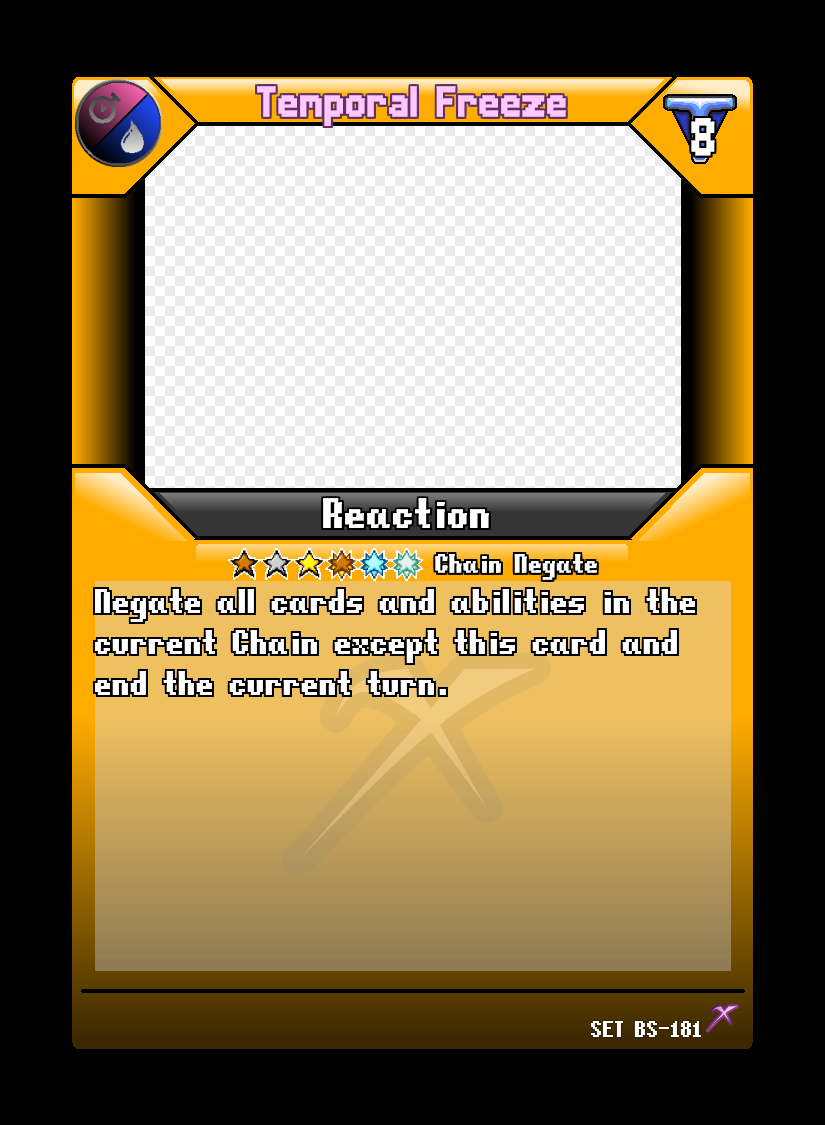 Temporal Freeze
8
Reaction
Chain Negate
Negate all cards and abilities in the
current Chain except this card and
end the current turn.
SET BS-181